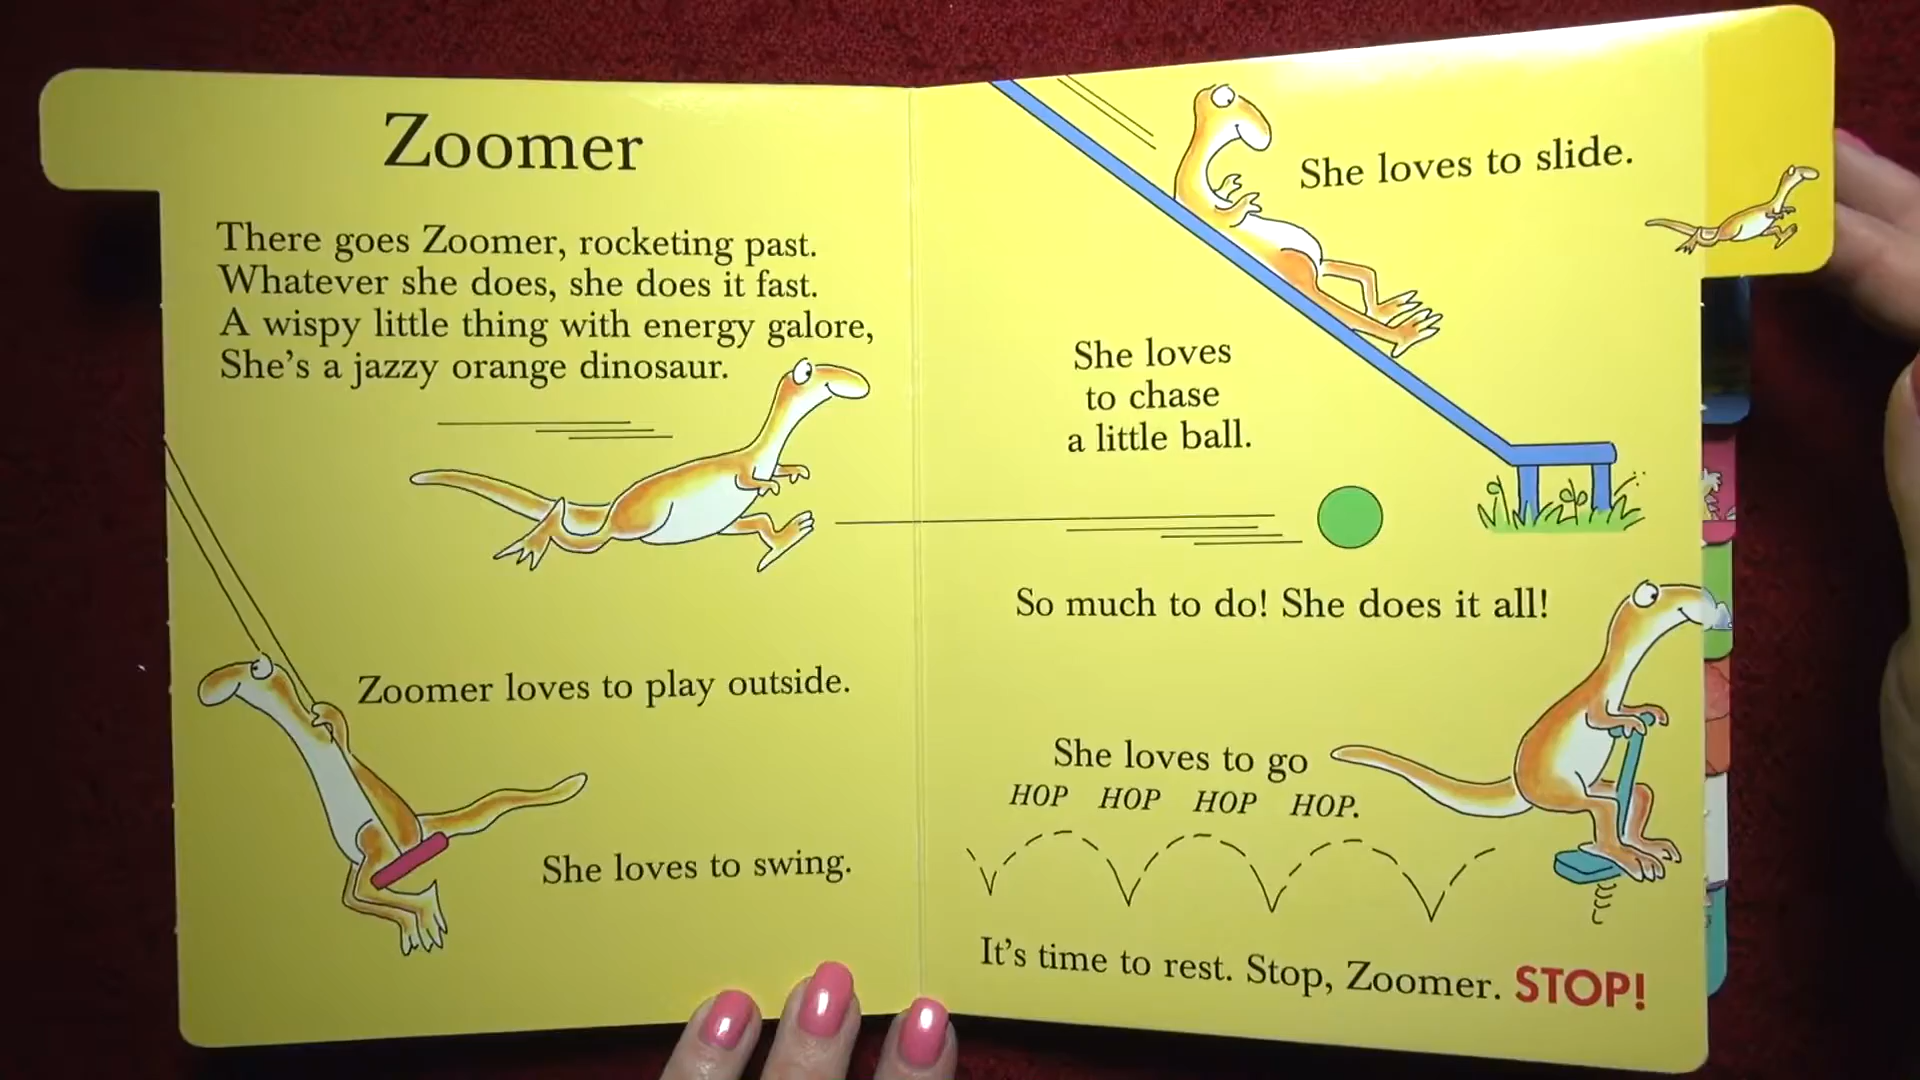 Zoomer
There goes Zoomer, rocketing past.
Whatever she does, she does it fast.
A wispy little thing with energy galore,
She's a jazzy orange dinosaur.
Zoomer loves to play outside.
She loves to swing.
She loves to slide.
She loves
to chase
a little ball.
So much to do! She does it all!
She loves to go
HOP HOP HOP HOP.
It's time to rest. Stop, Zoomer. STOP!